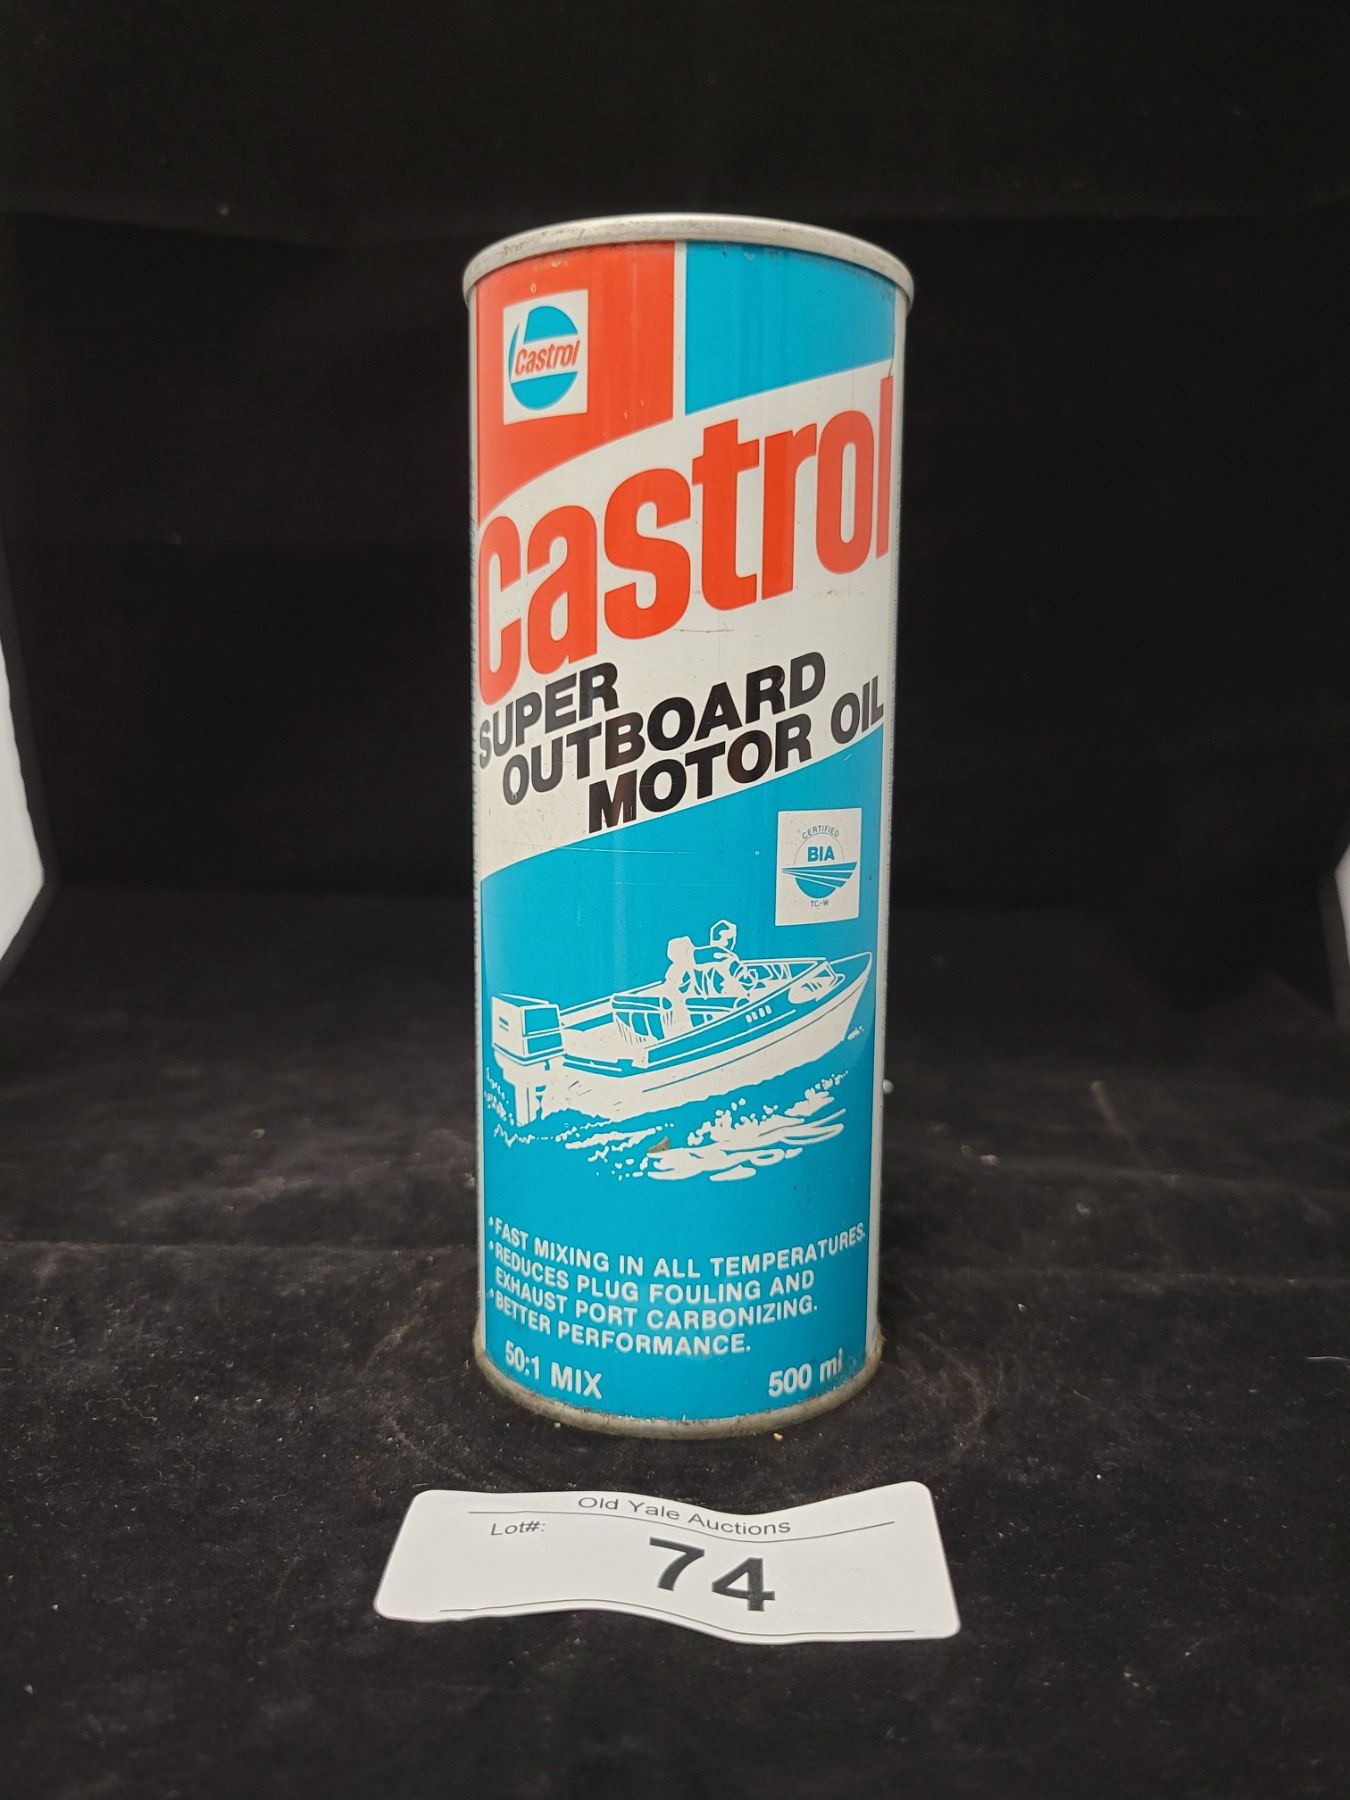 Castrol
Castrol
SUPER
OUTBOARD
MOTOR OIL
CERTIFIED
BIA
TC-W
•FAST MIXING IN ALL TEMPERATURES.
•REDUCES PLUG FOULING AND
EXHAUST PORT CARBONIZING.
•BETTER PERFORMANCE.
50:1 MIX 500 ml
Old Yale Auctions
Lot#:
74